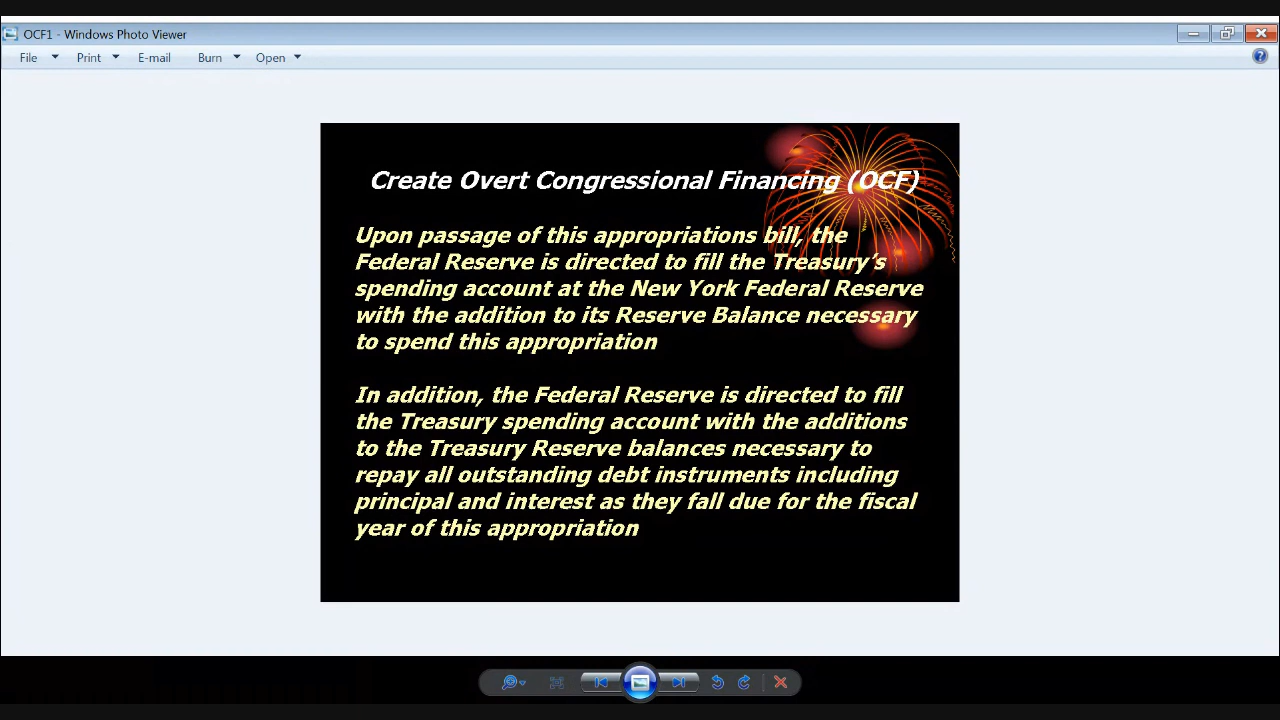 OCF1 - Windows Photo Viewer
File Print E-mail Burn Open
Create Overt Congressional Financing (OCF)
Upon passage of this appropriations bill, the
Federal Reserve is directed to fill the Treasury’s
spending account at the New York Federal Reserve
with the addition to its Reserve Balance necessary
to spend this appropriation
In addition, the Federal Reserve is directed to fill
the Treasury spending account with the additions
to the Treasury Reserve balances necessary to
repay all outstanding debt instruments including
principal and interest as they fall due for the fiscal
year of this appropriation